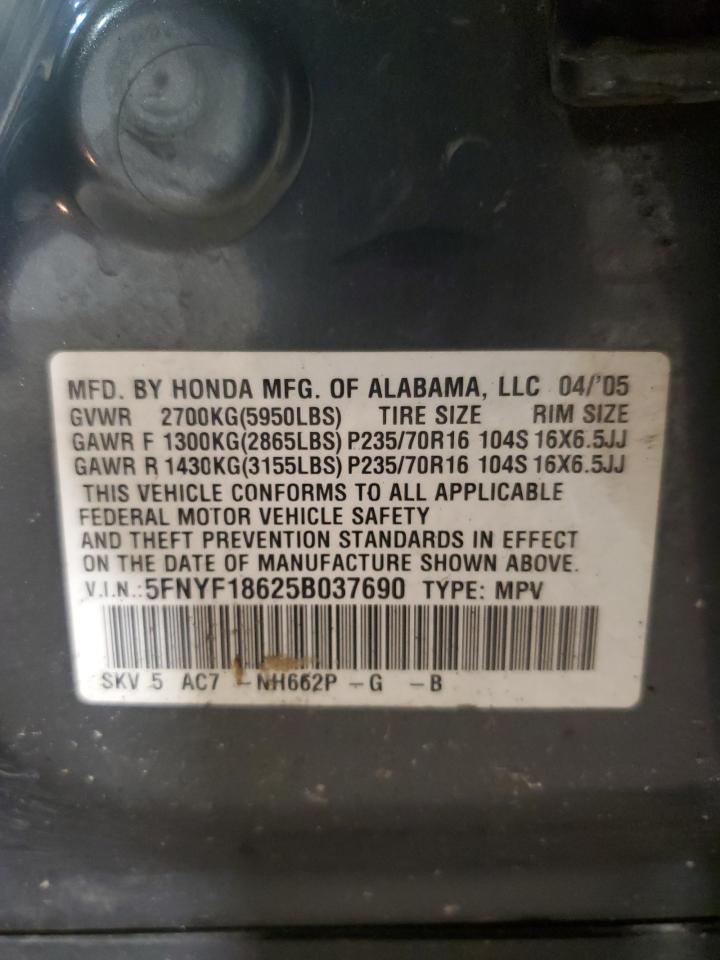 MFD. BY HONDA MFG. OF ALABAMA, LLC 04/'05
GVWR 2700KG(5950LBS) TIRE SIZE RIM SIZE
GAWR F 1300KG(2865LBS) P235/70R16 104S 16X6.5JJ
GAWR R 1430KG(3155LBS) P235/70R16 104S 16X6.5JJ
THIS VEHICLE CONFORMS TO ALL APPLICABLE
FEDERAL MOTOR VEHICLE SAFETY
AND THEFT PREVENTION STANDARDS IN EFFECT
ON THE DATE OF MANUFACTURE SHOWN ABOVE.
V.I.N.:5FNYF18625B037690 TYPE: MPV
SKV 5 AC7 - NH662P - G - B